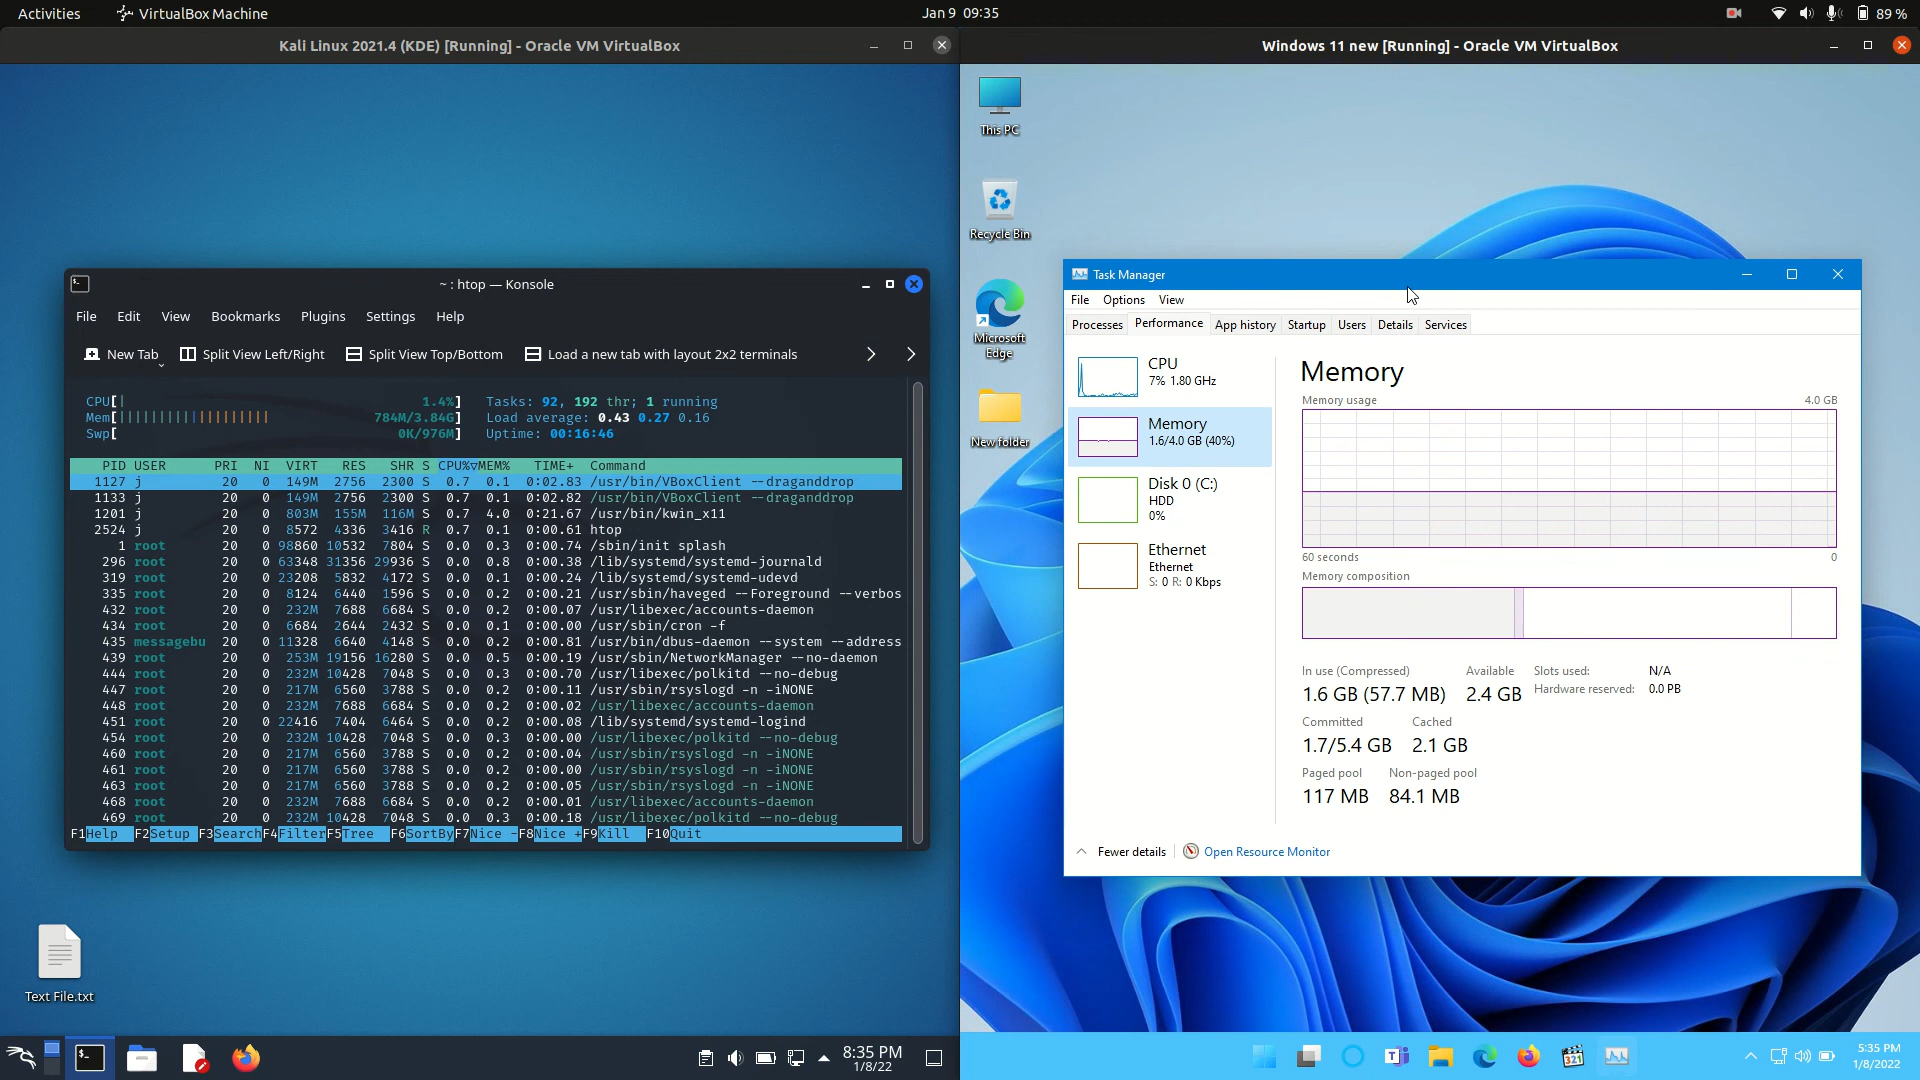 Activities
VirtualBox Machine
Jan 9 09:35
89 %
Kali Linux 2021.4 (KDE) [Running] - Oracle VM VirtualBox
~ : htop — Konsole
File Edit View Bookmarks Plugins Settings Help
New Tab Split View Left/Right Split View Top/Bottom Load a new tab with layout 2x2 terminals
CPU[| 1.4%] Tasks: 92, 192 thr; 1 running
Mem[||||||||||||||||||| 784M/3.84G] Load average: 0.43 0.27 0.16
Swp[ 0K/976M] Uptime: 00:16:46
PID USER PRI NI VIRT RES SHR S CPU%▽MEM% TIME+ Command
1127 j 20 0 149M 2756 2300 S 0.7 0.1 0:02.83 /usr/bin/VBoxClient --draganddrop
1133 j 20 0 149M 2756 2300 S 0.7 0.1 0:02.82 /usr/bin/VBoxClient --draganddrop
1201 j 20 0 803M 155M 116M S 0.7 4.0 0:21.67 /usr/bin/kwin_x11
2524 j 20 0 8572 4336 3416 R 0.7 0.1 0:00.61 htop
1 root 20 0 98860 10532 7804 S 0.0 0.3 0:00.74 /sbin/init splash
296 root 20 0 63348 31356 29936 S 0.0 0.8 0:00.38 /lib/systemd/systemd-journald
319 root 20 0 23208 5832 4172 S 0.0 0.1 0:00.24 /lib/systemd/systemd-udevd
335 root 20 0 8124 6440 1596 S 0.0 0.2 0:00.21 /usr/sbin/haveged --Foreground --verbos
432 root 20 0 232M 7688 6684 S 0.0 0.2 0:00.07 /usr/libexec/accounts-daemon
434 root 20 0 6684 2644 2432 S 0.0 0.1 0:00.00 /usr/sbin/cron -f
435 messagebu 20 0 11328 6640 4148 S 0.0 0.2 0:00.81 /usr/bin/dbus-daemon --system --address
439 root 20 0 253M 19156 16280 S 0.0 0.5 0:00.19 /usr/sbin/NetworkManager --no-daemon
444 root 20 0 232M 10428 7048 S 0.0 0.3 0:00.70 /usr/libexec/polkitd --no-debug
447 root 20 0 217M 6560 3788 S 0.0 0.2 0:00.11 /usr/sbin/rsyslogd -n -iNONE
448 root 20 0 232M 7688 6684 S 0.0 0.2 0:00.02 /usr/libexec/accounts-daemon
451 root 20 0 22416 7404 6464 S 0.0 0.2 0:00.08 /lib/systemd/systemd-logind
454 root 20 0 232M 10428 7048 S 0.0 0.3 0:00.00 /usr/libexec/polkitd --no-debug
460 root 20 0 217M 6560 3788 S 0.0 0.2 0:00.04 /usr/sbin/rsyslogd -n -iNONE
461 root 20 0 217M 6560 3788 S 0.0 0.2 0:00.00 /usr/sbin/rsyslogd -n -iNONE
463 root 20 0 217M 6560 3788 S 0.0 0.2 0:00.05 /usr/sbin/rsyslogd -n -iNONE
468 root 20 0 232M 7688 6684 S 0.0 0.2 0:00.01 /usr/libexec/accounts-daemon
469 root 20 0 232M 10428 7048 S 0.0 0.3 0:00.18 /usr/libexec/polkitd --no-debug
F1Help F2Setup F3SearchF4FilterF5Tree F6SortByF7Nice -F8Nice +F9Kill F10Quit
Text File.txt
8:35 PM
1/8/22
Windows 11 new [Running] - Oracle VM VirtualBox
This PC
Recycle Bin
Microsoft
Edge
New folder
Task Manager
File Options View
Processes Performance App history Startup Users Details Services
CPU
7% 1.80 GHz
Memory
1.6/4.0 GB (40%)
Disk 0 (C:)
HDD
0%
Ethernet
Ethernet
S: 0 R: 0 Kbps
Memory
Memory usage 4.0 GB
60 seconds 0
Memory composition
In use (Compressed) Available Slots used: N/A
1.6 GB (57.7 MB) 2.4 GB Hardware reserved: 0.0 PB
Committed Cached
1.7/5.4 GB 2.1 GB
Paged pool Non-paged pool
117 MB 84.1 MB
Fewer details Open Resource Monitor
321
5:35 PM
1/8/2022